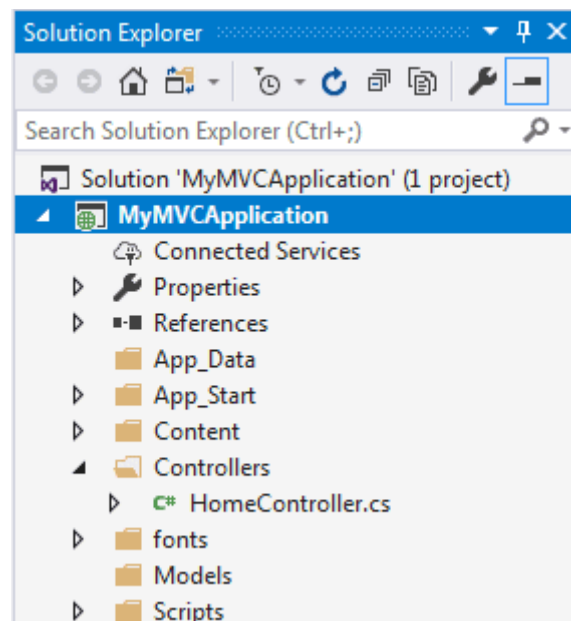 Solution Explorer
Search Solution Explorer (Ctrl+;)
Solution 'MyMVCApplication' (1 project)
MyMVCApplication
Connected Services
Properties
References
App_Data
App_Start
Content
Controllers
C# HomeController.cs
fonts
Models
Scripts